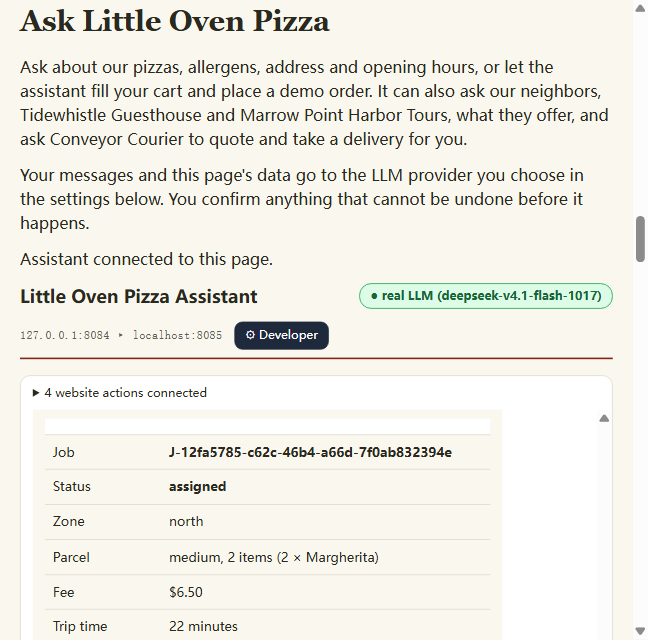 Ask Little Oven Pizza
Ask about our pizzas, allergens, address and opening hours, or let the
assistant fill your cart and place a demo order. It can also ask our neighbors,
Tidewhistle Guesthouse and Marrow Point Harbor Tours, what they offer, and
ask Conveyor Courier to quote and take a delivery for you.
Your messages and this page's data go to the LLM provider you choose in
the settings below. You confirm anything that cannot be undone before it
happens.
Assistant connected to this page.
Little Oven Pizza Assistant
● real LLM (deepseek-v4.1-flash-1017)
127.0.0.1:8084 ▸ localhost:8085
⚙ Developer
▶ 4 website actions connected
Job J-12fa5785-c62c-46b4-a66d-7f0ab832394e
Status assigned
Zone north
Parcel medium, 2 items (2 × Margherita)
Fee $6.50
Trip time 22 minutes